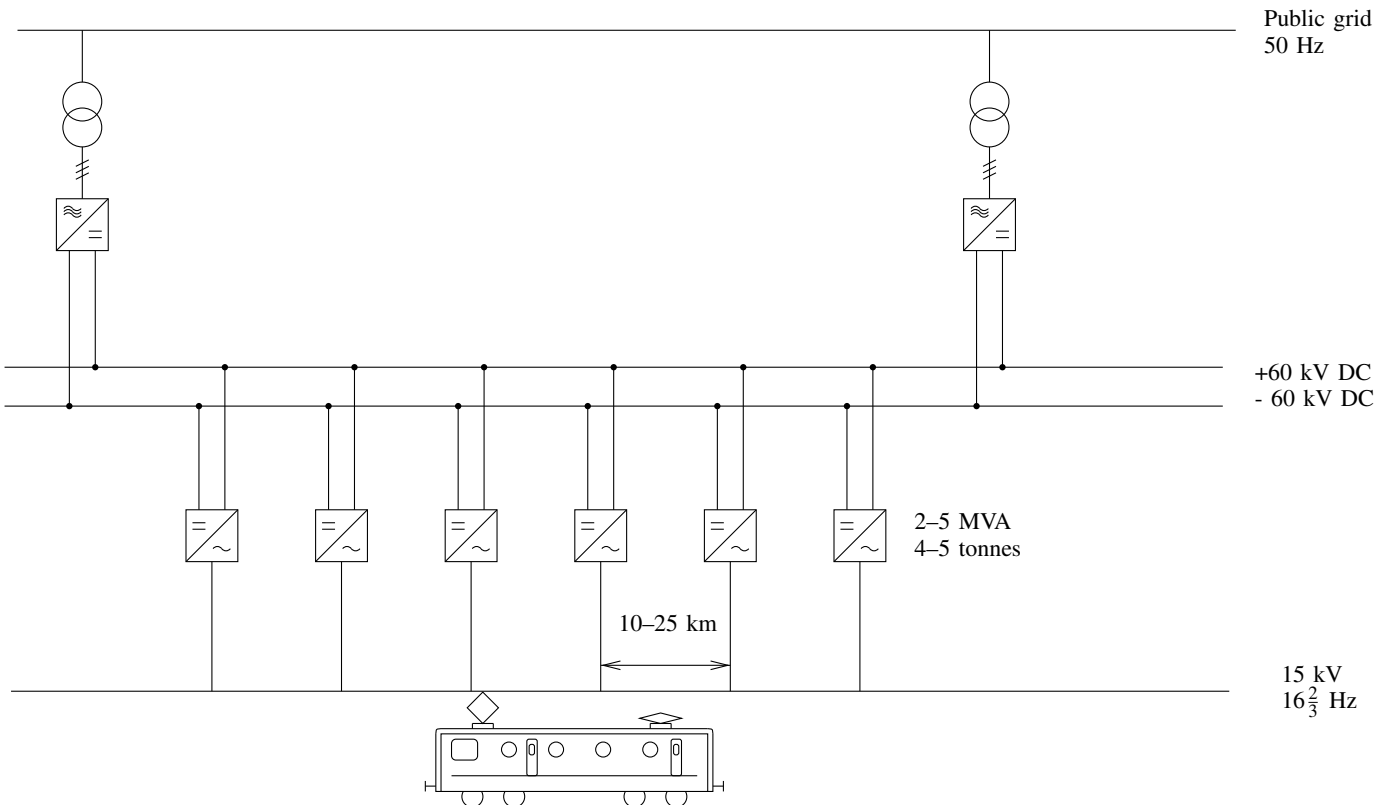 Public grid
50 Hz
+60 kV DC
- 60 kV DC
2–5 MVA
4–5 tonnes
10–25 km
15 kV
16⅔ Hz